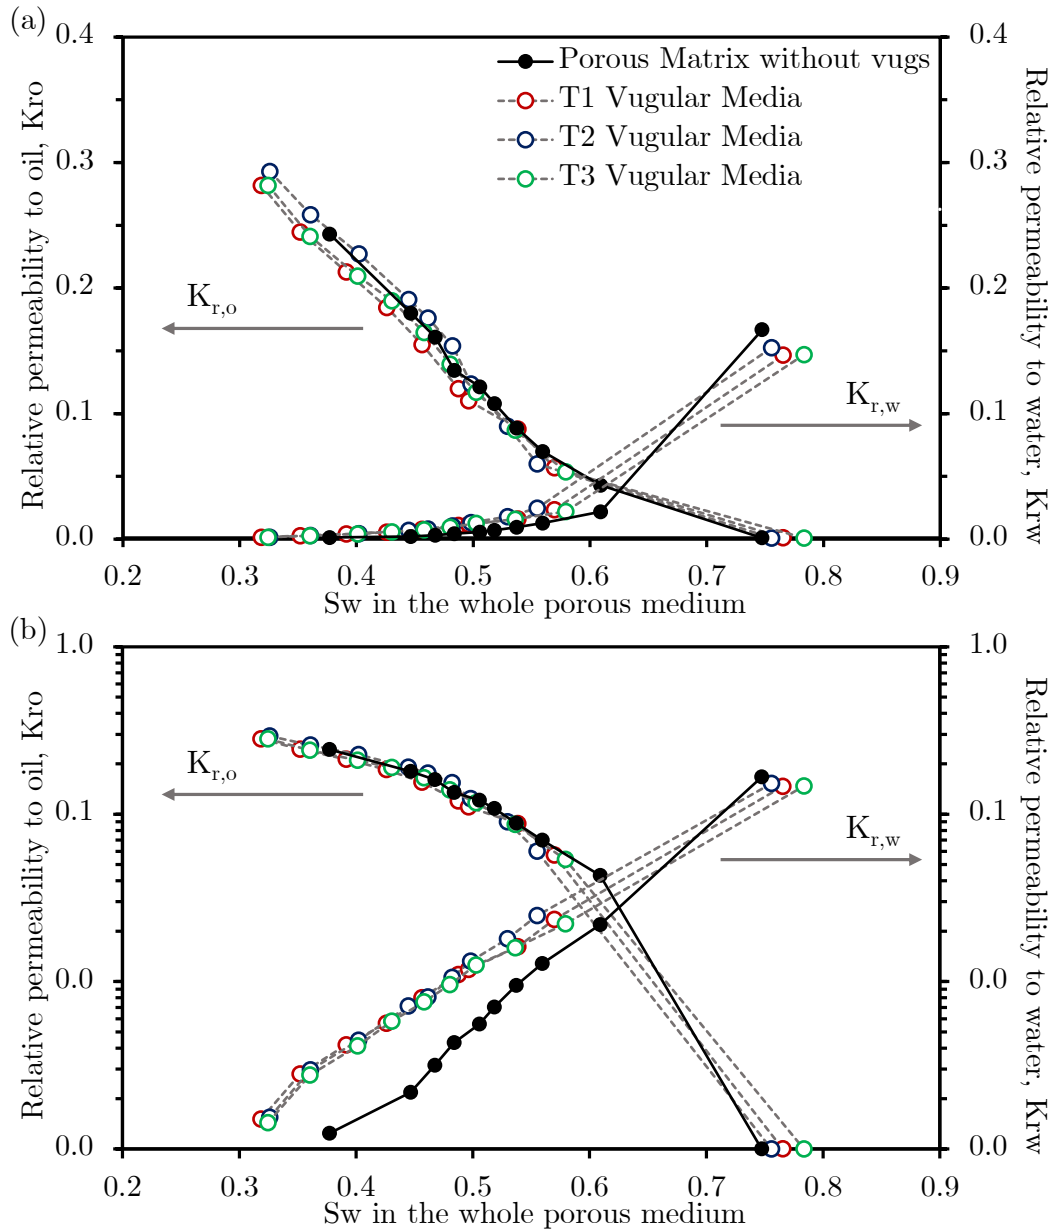 (a)
0.4
0.3
0.2
0.1
0.0
Relative permeability to oil, Kro
Porous Matrix without vugs
T1 Vugular Media
T2 Vugular Media
T3 Vugular Media
K_{r,o}
K_{r,w}
0.4
0.3
0.2
0.1
0.0
Relative permeability to water, Krw
0.2 0.3 0.4 0.5 0.6 0.7 0.8 0.9
Sw in the whole porous medium
(b)
1.0
0.1
0.0
0.0
Relative permeability to oil, Kro
K_{r,o}
K_{r,w}
1.0
0.1
0.0
0.0
Relative permeability to water, Krw
0.2 0.3 0.4 0.5 0.6 0.7 0.8 0.9
Sw in the whole porous medium